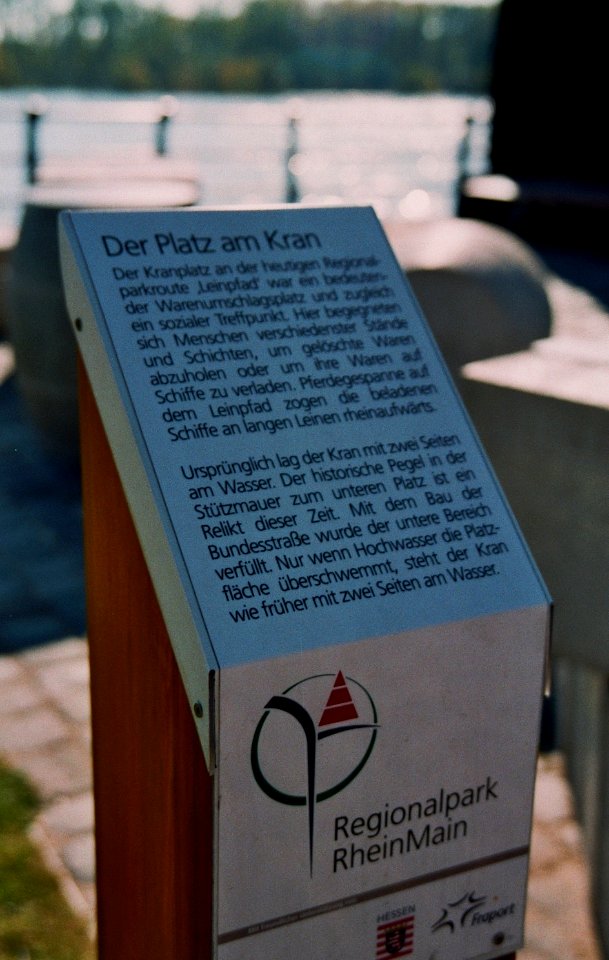 Der Platz am Kran
Der Kranplatz an der heutigen Regional-
parkroute ‚Leinpfad' war ein bedeuten-
der Warenumschlagsplatz und zugleich
ein sozialer Treffpunkt. Hier begegneten
sich Menschen verschiedenster Stände
und Schichten, um gelöschte Waren
abzuholen oder um ihre Waren auf
Schiffe zu verladen. Pferdegespanne auf
dem Leinpfad zogen die beladenen
Schiffe an langen Leinen rheinaufwärts.
Ursprünglich lag der Kran mit zwei Seiten
am Wasser. Der historische Pegel in der
Stützmauer zum unteren Platz ist ein
Relikt dieser Zeit. Mit dem Bau der
Bundesstraße wurde der untere Bereich
verfüllt. Nur wenn Hochwasser die Platz-
fläche überschwemmt, steht der Kran
wie früher mit zwei Seiten am Wasser.
Regionalpark
RheinMain
HESSEN
Fraport